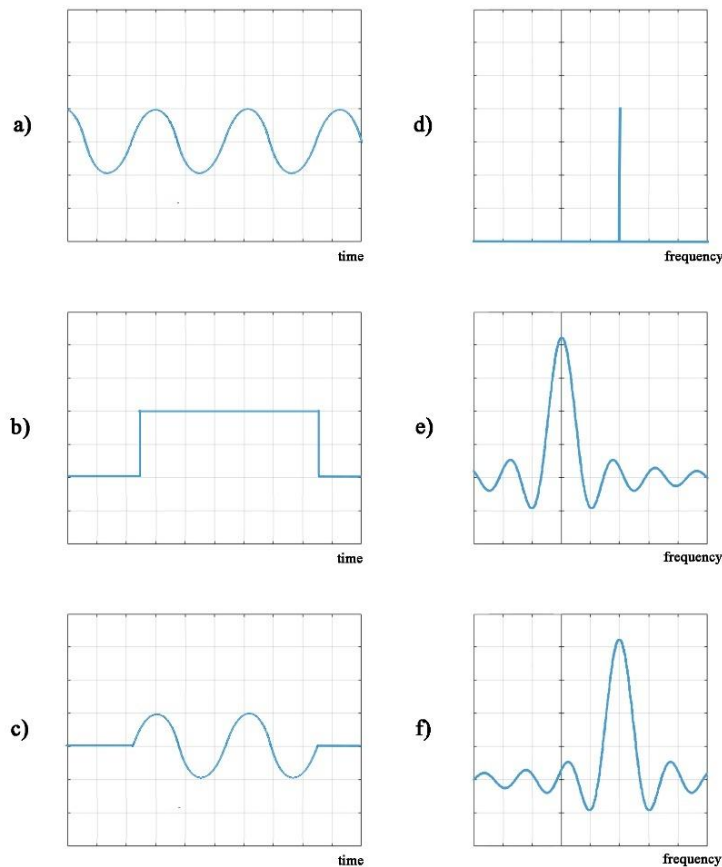 a)
time
d)
frequency
b)
time
e)
frequency
c)
time
f)
frequency